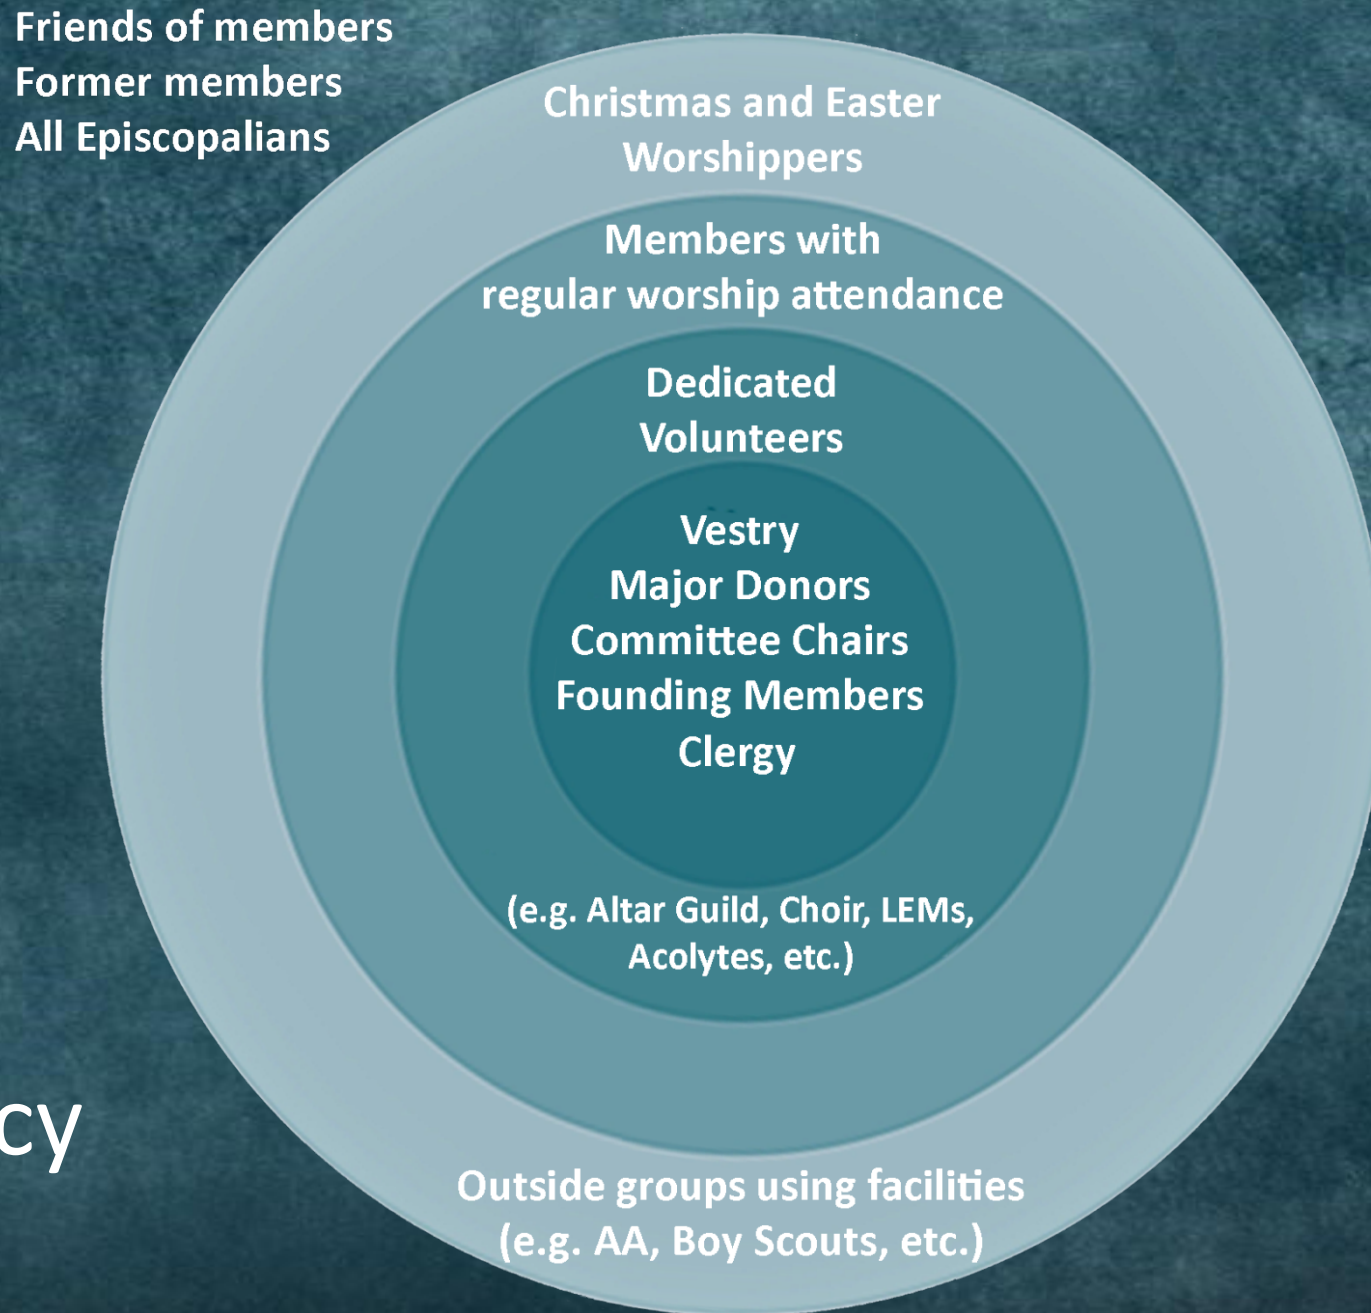 Friends of members
Former members
All Episcopalians
Christmas and Easter
Worshippers
Members with
regular worship attendance
Dedicated
Volunteers
Vestry
Major Donors
Committee Chairs
Founding Members
Clergy
(e.g. Altar Guild, Choir, LEMs,
Acolytes, etc.)
cy
Outside groups using facilities
(e.g. AA, Boy Scouts, etc.)